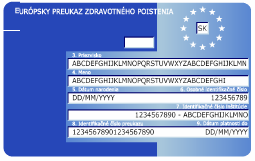 EURÓPSKY PREUKAZ ZDRAVOTNÉHO POISTENIA
SK
3. Priezvisko
ABCDEFGHIJKLMNOPQRSTUVWXYZABCDEFGHIJKLMN
4. Meno
ABCDEFGHIJKLMNOPQRSTUVWXYZABCDEFGHI
5. Dátum narodenia 6. Osobné identifikačné číslo
DD/MM/YYYY 123456789
7. Identifikačné číslo inštitúcie
1234567890 - ABCDEFGHIJKLMNO
8. Identifikačné číslo preukazu 9. Dátum platnosti do
12345678901234567890 DD/MM/YYYY